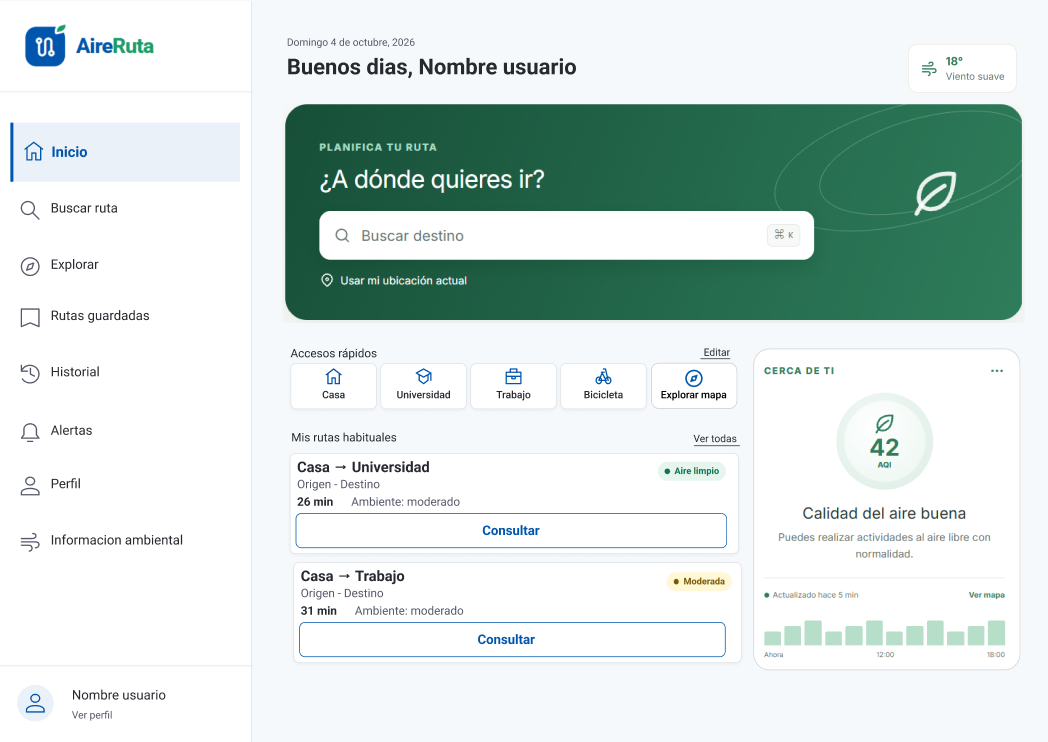 AireRuta
Inicio
Buscar ruta
Explorar
Rutas guardadas
Historial
Alertas
Perfil
Informacion ambiental
Nombre usuario
Ver perfil
Domingo 4 de octubre, 2026
Buenos dias, Nombre usuario
18°
Viento suave
PLANIFICA TU RUTA
¿A dónde quieres ir?
Buscar destino
⌘ K
Usar mi ubicación actual
Accesos rápidos
Editar
Casa
Universidad
Trabajo
Bicicleta
Explorar mapa
Mis rutas habituales
Ver todas
Casa → Universidad
Aire limpio
Origen - Destino
26 min Ambiente: moderado
Consultar
Casa → Trabajo
Moderada
Origen - Destino
31 min Ambiente: moderado
Consultar
CERCA DE TI
42
AQI
Calidad del aire buena
Puedes realizar actividades al aire libre con
normalidad.
Actualizado hace 5 min
Ver mapa
Ahora 12:00 18:00